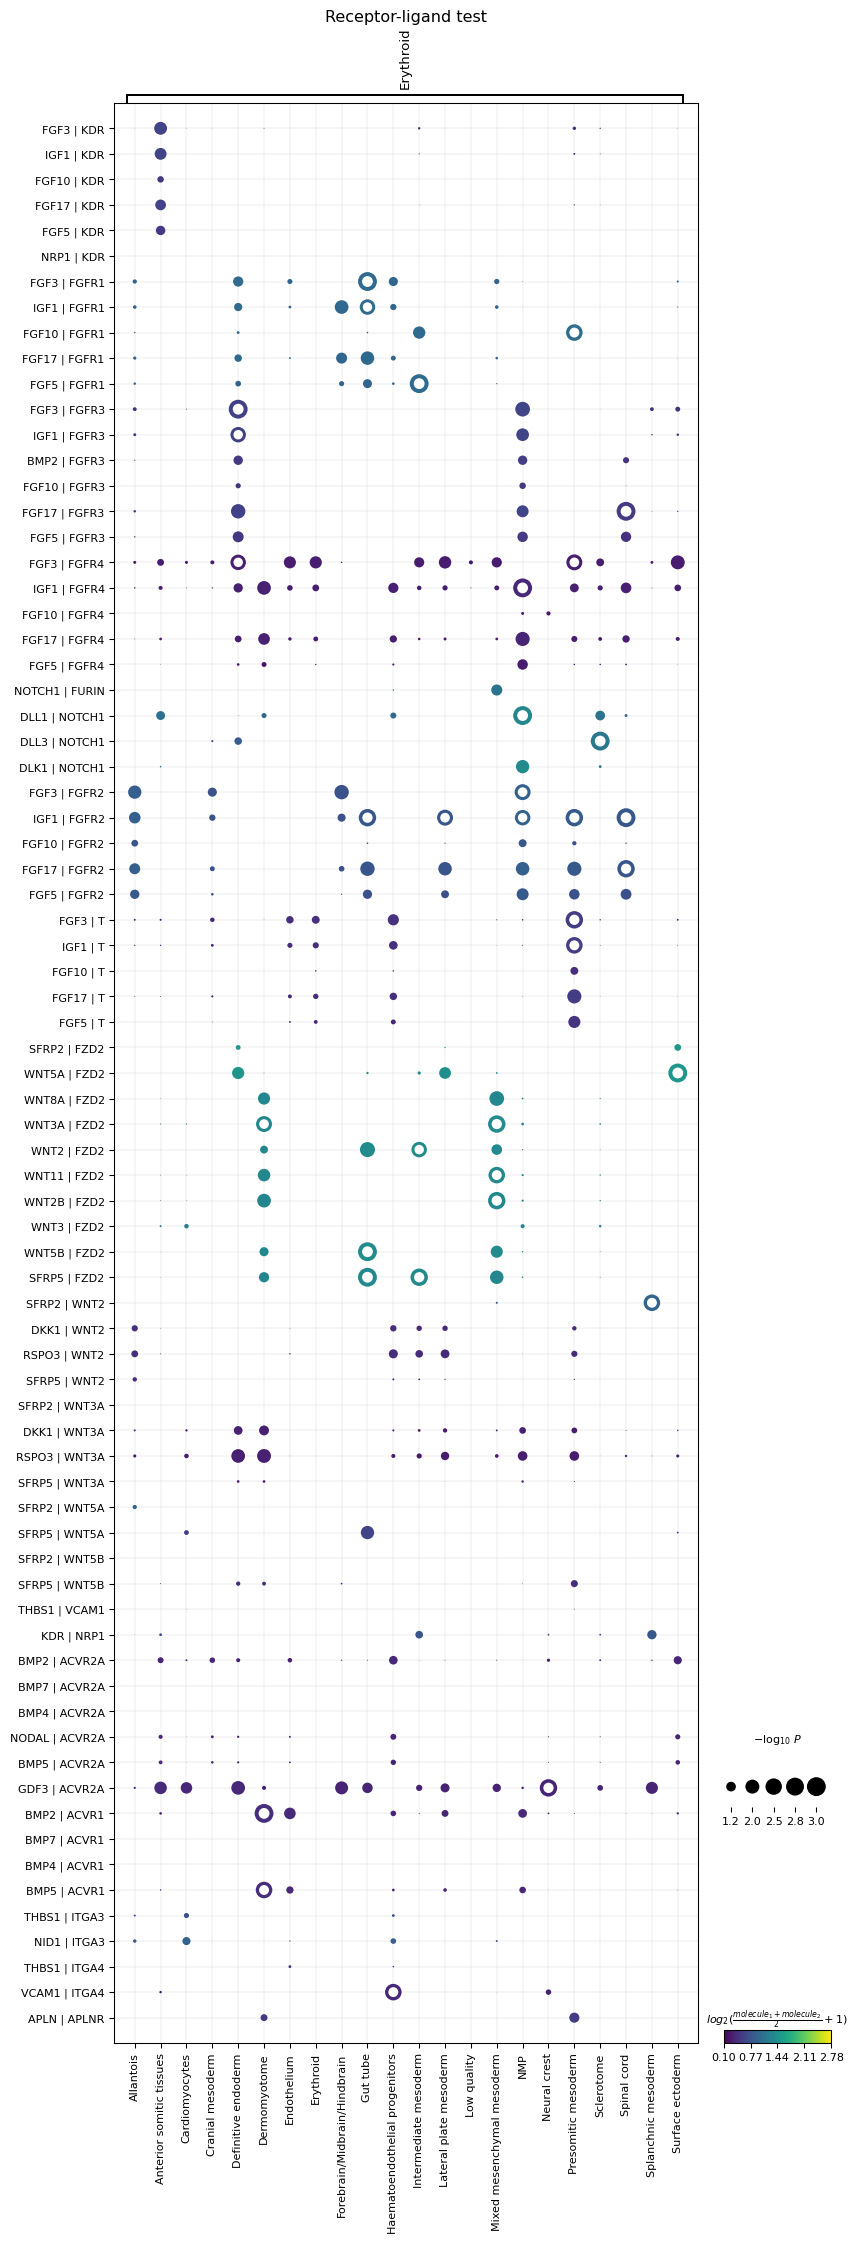 Receptor-ligand test
Erythroid
FGF3 | KDR
IGF1 | KDR
FGF10 | KDR
FGF17 | KDR
FGF5 | KDR
NRP1 | KDR
FGF3 | FGFR1
IGF1 | FGFR1
FGF10 | FGFR1
FGF17 | FGFR1
FGF5 | FGFR1
FGF3 | FGFR3
IGF1 | FGFR3
BMP2 | FGFR3
FGF10 | FGFR3
FGF17 | FGFR3
FGF5 | FGFR3
FGF3 | FGFR4
IGF1 | FGFR4
FGF10 | FGFR4
FGF17 | FGFR4
FGF5 | FGFR4
NOTCH1 | FURIN
DLL1 | NOTCH1
DLL3 | NOTCH1
DLK1 | NOTCH1
FGF3 | FGFR2
IGF1 | FGFR2
FGF10 | FGFR2
FGF17 | FGFR2
FGF5 | FGFR2
FGF3 | T
IGF1 | T
FGF10 | T
FGF17 | T
FGF5 | T
SFRP2 | FZD2
WNT5A | FZD2
WNT8A | FZD2
WNT3A | FZD2
WNT2 | FZD2
WNT11 | FZD2
WNT2B | FZD2
WNT3 | FZD2
WNT5B | FZD2
SFRP5 | FZD2
SFRP2 | WNT2
DKK1 | WNT2
RSPO3 | WNT2
SFRP5 | WNT2
SFRP2 | WNT3A
DKK1 | WNT3A
RSPO3 | WNT3A
SFRP5 | WNT3A
SFRP2 | WNT5A
SFRP5 | WNT5A
SFRP2 | WNT5B
SFRP5 | WNT5B
THBS1 | VCAM1
KDR | NRP1
BMP2 | ACVR2A
BMP7 | ACVR2A
BMP4 | ACVR2A
NODAL | ACVR2A
BMP5 | ACVR2A
GDF3 | ACVR2A
BMP2 | ACVR1
BMP7 | ACVR1
BMP4 | ACVR1
BMP5 | ACVR1
THBS1 | ITGA3
NID1 | ITGA3
THBS1 | ITGA4
VCAM1 | ITGA4
APLN | APLNR
Allantois
Anterior somitic tissues
Cardiomyocytes
Cranial mesoderm
Definitive endoderm
Dermomyotome
Endothelium
Erythroid
Forebrain/Midbrain/Hindbrain
Gut tube
Haematoendothelial progenitors
Intermediate mesoderm
Lateral plate mesoderm
Low quality
Mixed mesenchymal mesoderm
NMP
Neural crest
Presomitic mesoderm
Sclerotome
Spinal cord
Splanchnic mesoderm
Surface ectoderm
−log₁₀ P
1.2 2.0 2.5 2.8 3.0
log₂((molecule₁ + molecule₂)/2 + 1)
0.10 0.77 1.44 2.11 2.78